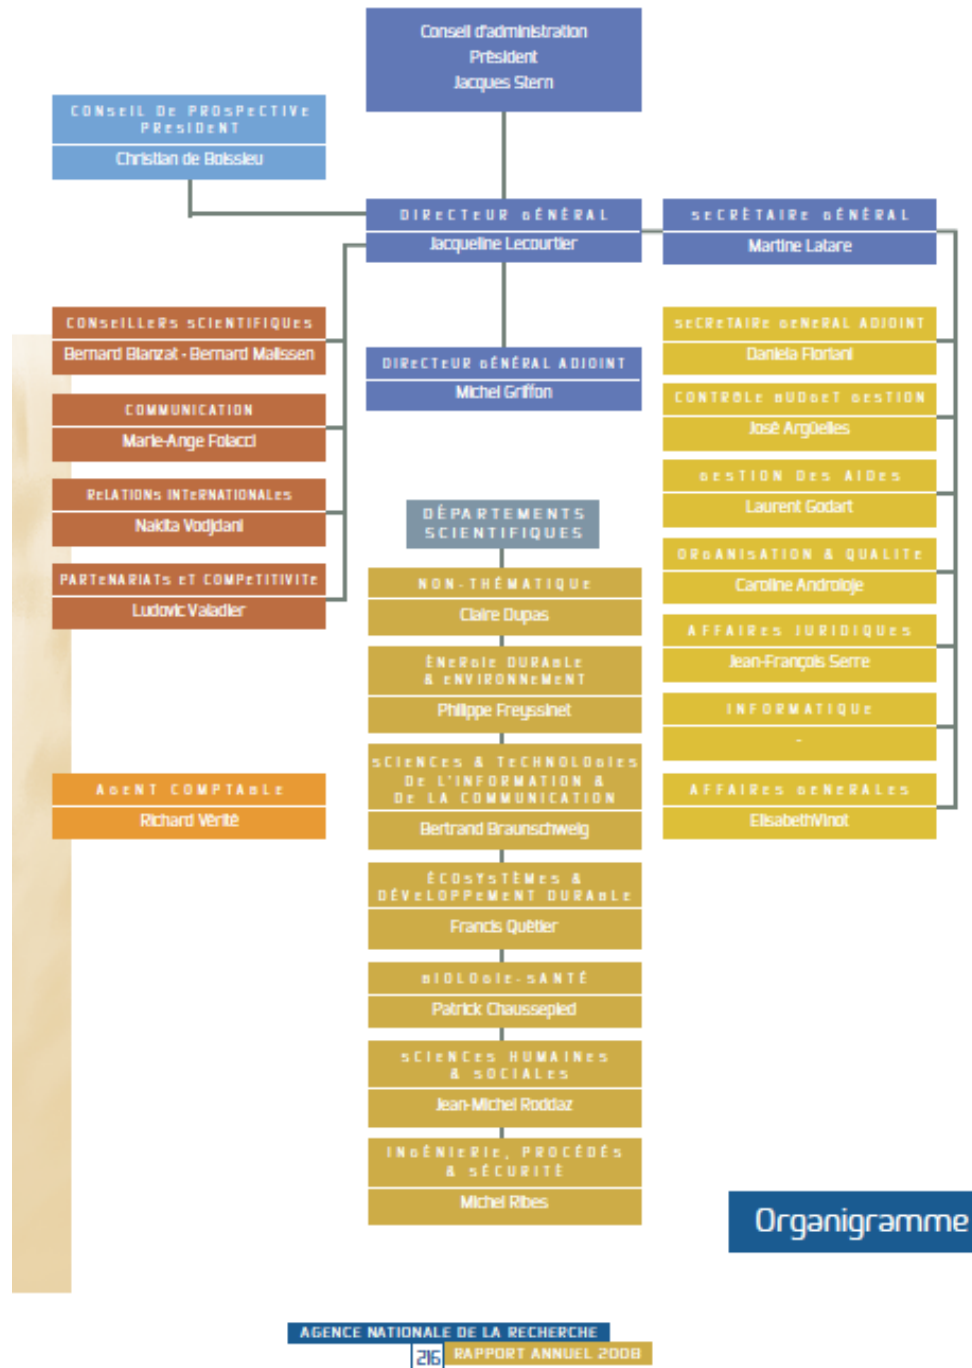 Conseil d'administration
Président
Jacques Stern
CONSEIL DE PROSPECTIVE
PRESIDENT
Christian de Boissieu
DIRECTEUR GÉNÉRAL
Jacqueline Lecourtier
SECRÉTAIRE GÉNÉRAL
Martine Latare
CONSEILLERS SCIENTIFIQUES
Bernard Blanzat - Bernard Malissen
COMMUNICATION
Marie-Ange Folacci
RELATIONS INTERNATIONALES
Nakita Vodjdani
PARTENARIATS ET COMPETITIVITE
Ludovic Valadier
AGENT COMPTABLE
Richard Vérité
DIRECTEUR GÉNÉRAL ADJOINT
Michel Griffon
DÉPARTEMENTS
SCIENTIFIQUES
NON-THÉMATIQUE
Claire Dupas
ÉNERGIE DURABLE
& ENVIRONNEMENT
Philippe Freyssinet
SCIENCES & TECHNOLOGIES
DE L'INFORMATION &
DE LA COMMUNICATION
Bertrand Braunschweig
ÉCOSYSTÈMES &
DÉVELOPPEMENT DURABLE
Francis Quétier
BIOLOGIE-SANTÉ
Patrick Chaussepied
SCIENCES HUMAINES
& SOCIALES
Jean-Michel Roddaz
INGÉNIERIE, PROCÉDÉS
& SÉCURITÉ
Michel Ribes
SECRETAIRE GENERAL ADJOINT
Daniela Floriani
CONTROLE BUDGET GESTION
José Argüelles
GESTION DES AIDES
Laurent Godart
ORGANISATION & QUALITE
Caroline Androloje
AFFAIRES JURIDIQUES
Jean-François Serre
INFORMATIQUE
-
AFFAIRES GENERALES
ElisabethVinot
Organigramme
AGENCE NATIONALE DE LA RECHERCHE
216 RAPPORT ANNUEL 2008